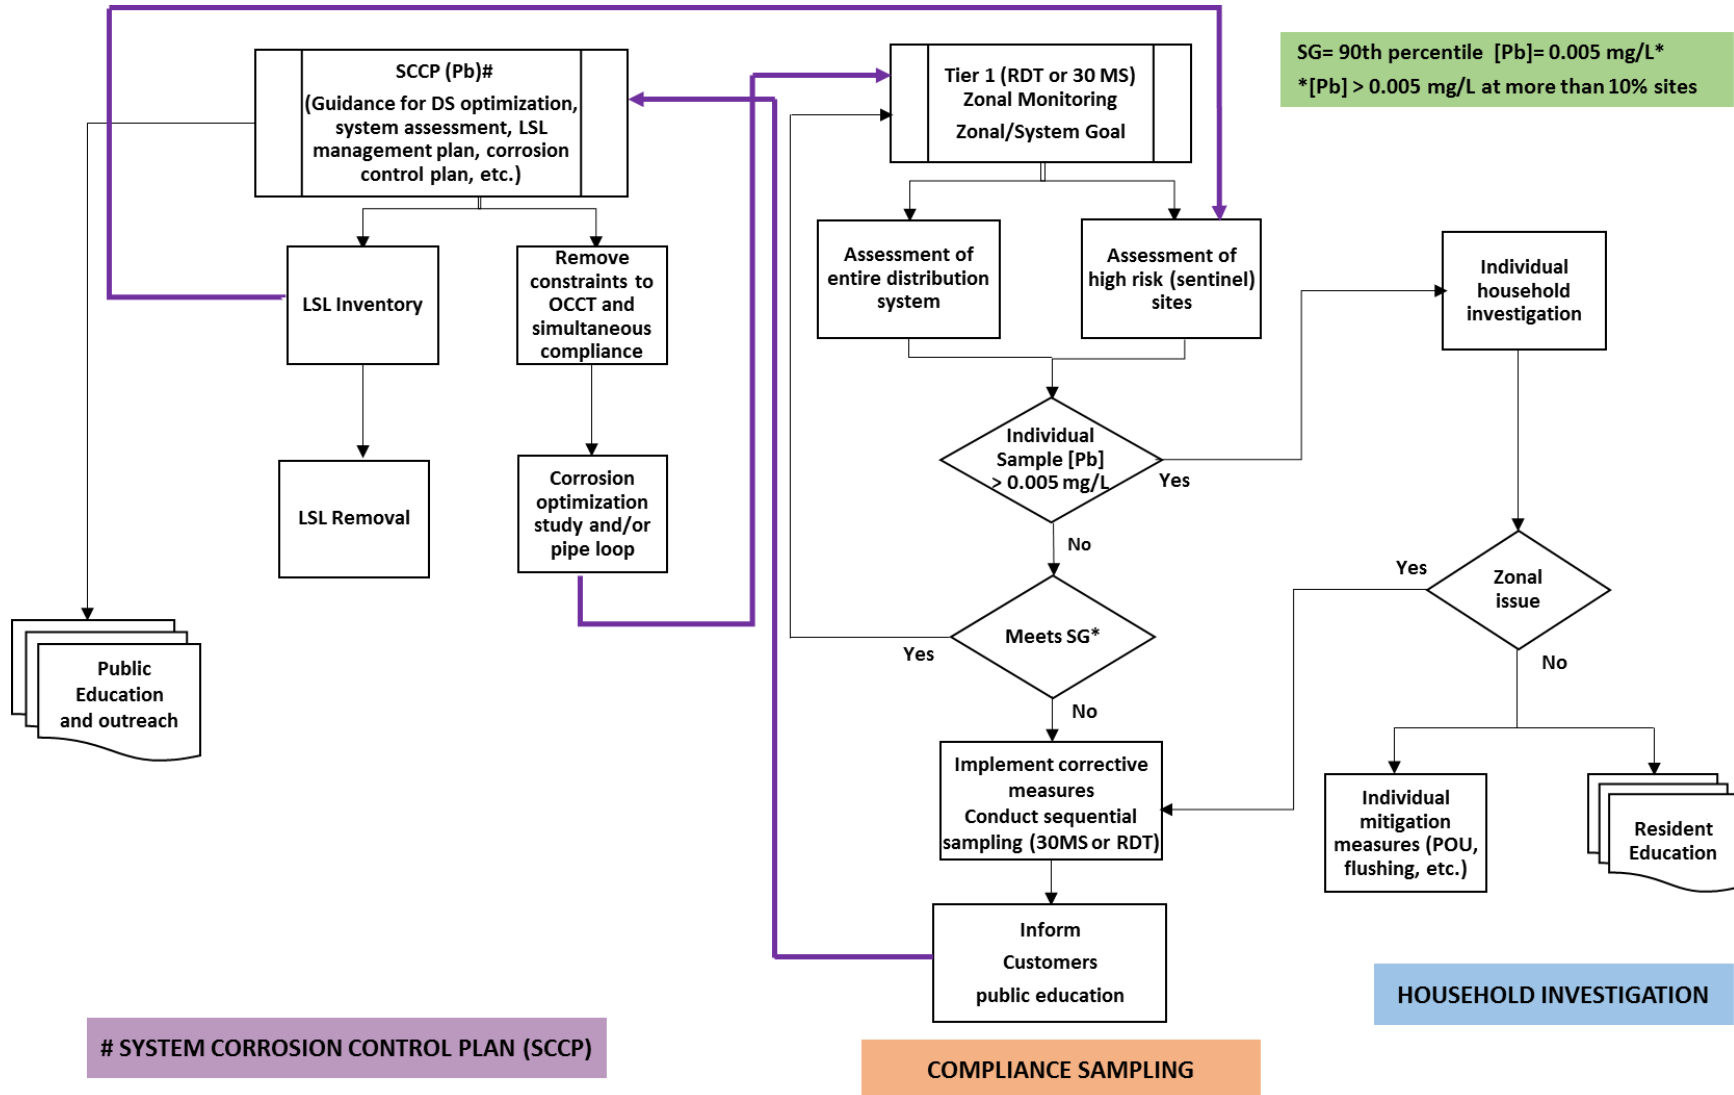 SCCP (Pb)#
(Guidance for DS optimization,
system assessment, LSL
management plan, corrosion
control plan, etc.)
Tier 1 (RDT or 30 MS)
Zonal Monitoring
Zonal/System Goal
SG= 90th percentile [Pb]= 0.005 mg/L*
*[Pb] > 0.005 mg/L at more than 10% sites
LSL Inventory
Remove
constraints to
OCCT and
simultaneous
compliance
Assessment of
entire distribution
system
Assessment of
high risk (sentinel)
sites
Individual
household
investigation
LSL Removal
Corrosion
optimization
study and/or
pipe loop
Individual
Sample [Pb]
> 0.005 mg/L
Yes
No
Public
Education
and outreach
Meets SG*
Yes
No
Zonal
issue
Yes
No
Implement corrective
measures
Conduct sequential
sampling (30MS or RDT)
Individual
mitigation
measures (POU,
flushing, etc.)
Resident
Education
Inform
Customers
public education
# SYSTEM CORROSION CONTROL PLAN (SCCP)
COMPLIANCE SAMPLING
HOUSEHOLD INVESTIGATION